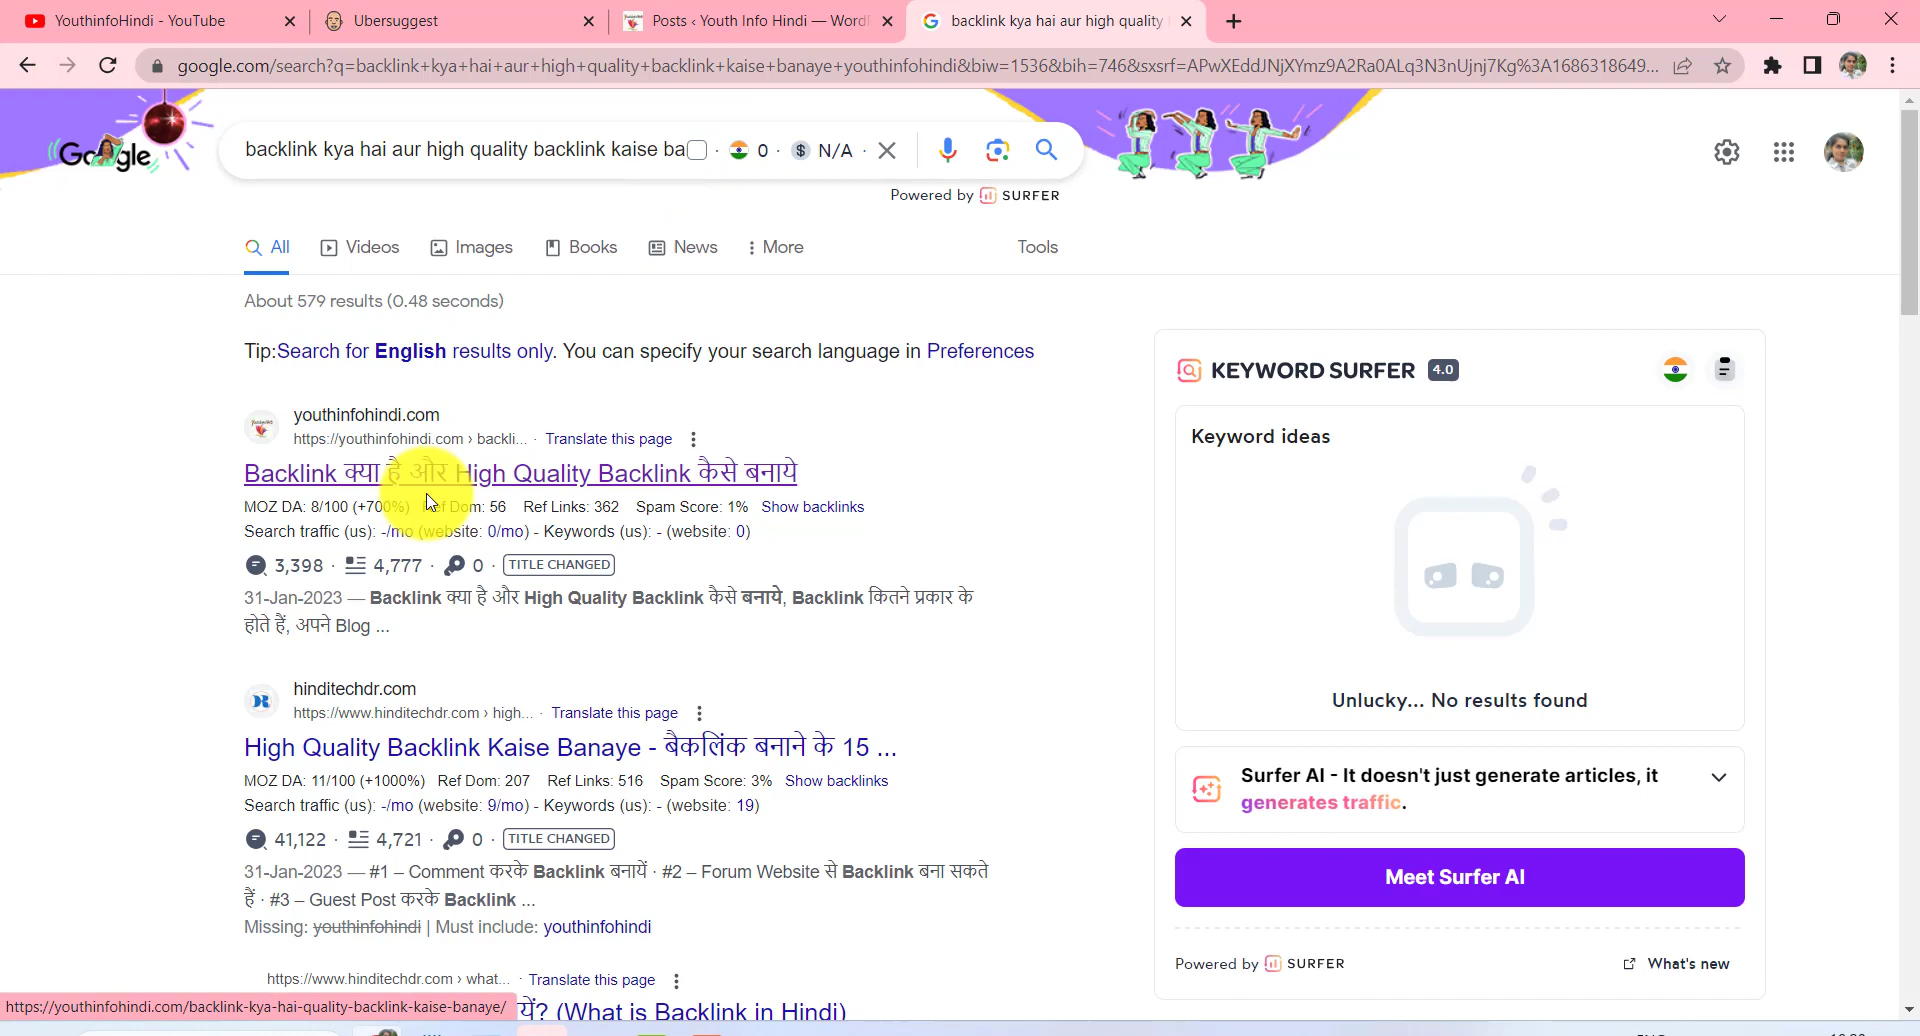 YouthinfoHindi - YouTube
Ubersuggest
Posts ‹ Youth Info Hindi — WordP
backlink kya hai aur high quality
google.com/search?q=backlink+kya+hai+aur+high+quality+backlink+kaise+banaye+youthinfohindi&biw=1536&bih=746&sxsrf=APwXEddJNjXYmz9A2Ra0ALq3N3nUjnj7Kg%3A1686318649...
Google
backlink kya hai aur high quality backlink kaise ba · 0 · $ N/A ·
Powered by SURFER
All Videos Images Books News More Tools
About 579 results (0.48 seconds)
Tip:Search for English results only. You can specify your search language in Preferences
youthinfohindi.com
https://youthinfohindi.com › backli... · Translate this page
Backlink क्या है और High Quality Backlink कैसे बनाये
MOZ DA: 8/100 (+700%) Ref Dom: 56 Ref Links: 362 Spam Score: 1% Show backlinks
Search traffic (us): -/mo (website: 0/mo) - Keywords (us): - (website: 0)
3,398 · 4,777 · 0 · TITLE CHANGED
31-Jan-2023 — Backlink क्या है और High Quality Backlink कैसे बनाये, Backlink कितने प्रकार के
होते हैं, अपने Blog ...
hinditechdr.com
https://www.hinditechdr.com › high... · Translate this page
High Quality Backlink Kaise Banaye - बैकलिंक बनाने के 15 ...
MOZ DA: 11/100 (+1000%) Ref Dom: 207 Ref Links: 516 Spam Score: 3% Show backlinks
Search traffic (us): -/mo (website: 9/mo) - Keywords (us): - (website: 19)
41,122 · 4,721 · 0 · TITLE CHANGED
31-Jan-2023 — #1 – Comment करके Backlink बनायें · #2 – Forum Website से Backlink बना सकते
हैं · #3 – Guest Post करके Backlink ...
Missing: youthinfohindi | Must include: youthinfohindi
https://www.hinditechdr.com › what... · Translate this page
यें? (What is Backlink in Hindi)
https://youthinfohindi.com/backlink-kya-hai-quality-backlink-kaise-banaye/
KEYWORD SURFER 4.0
Keyword ideas
Unlucky... No results found
Surfer AI - It doesn't just generate articles, it
generates traffic.
Meet Surfer AI
Powered by SURFER
What's new